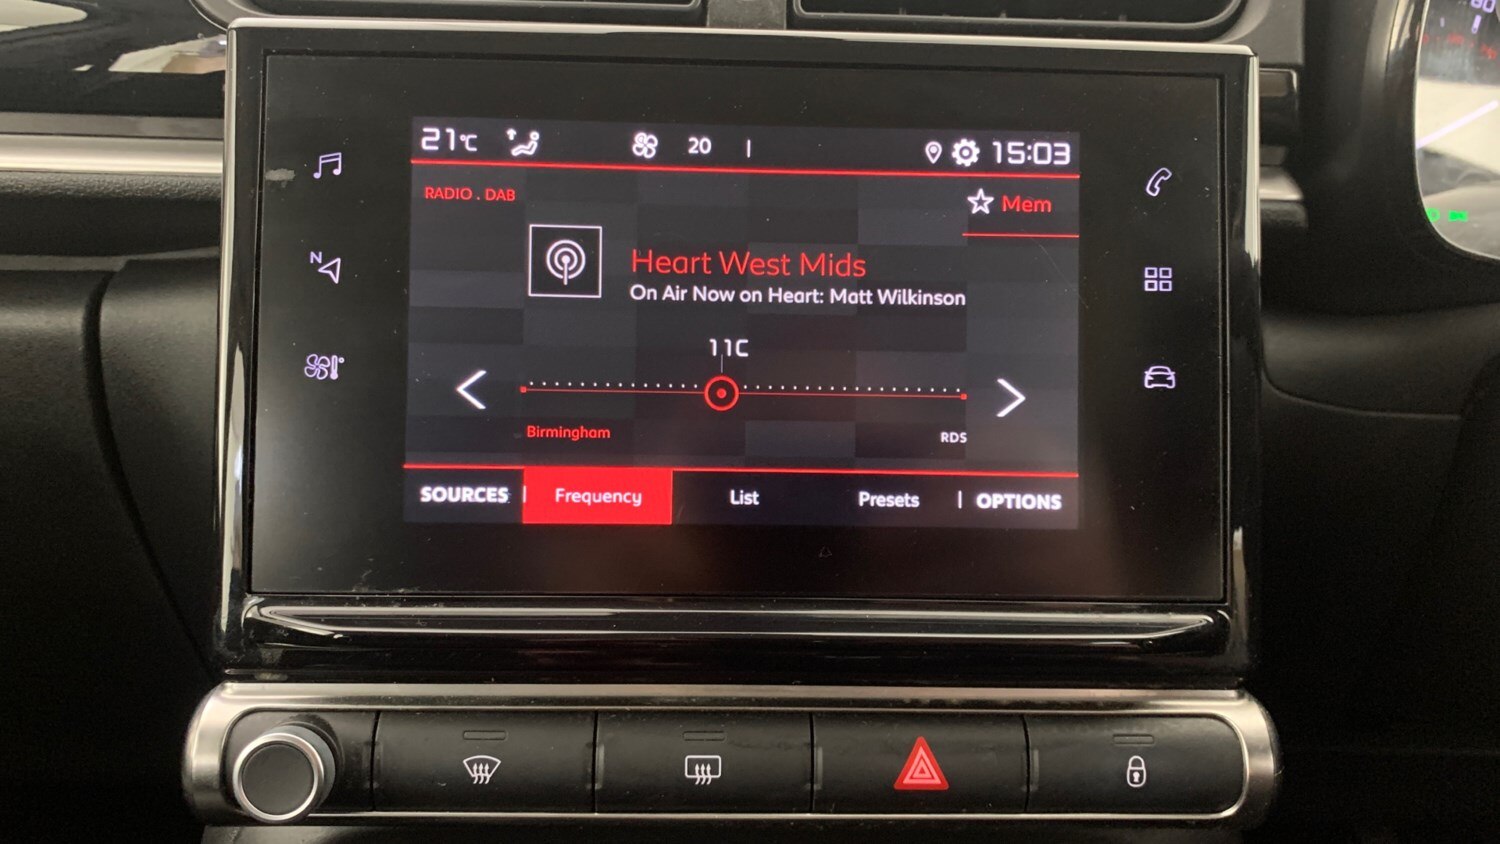 21°C 20 15:03
RADIO . DAB
Mem
Heart West Mids
On Air Now on Heart: Matt Wilkinson
N
11C
Birmingham
RDS
SOURCES Frequency List Presets OPTIONS